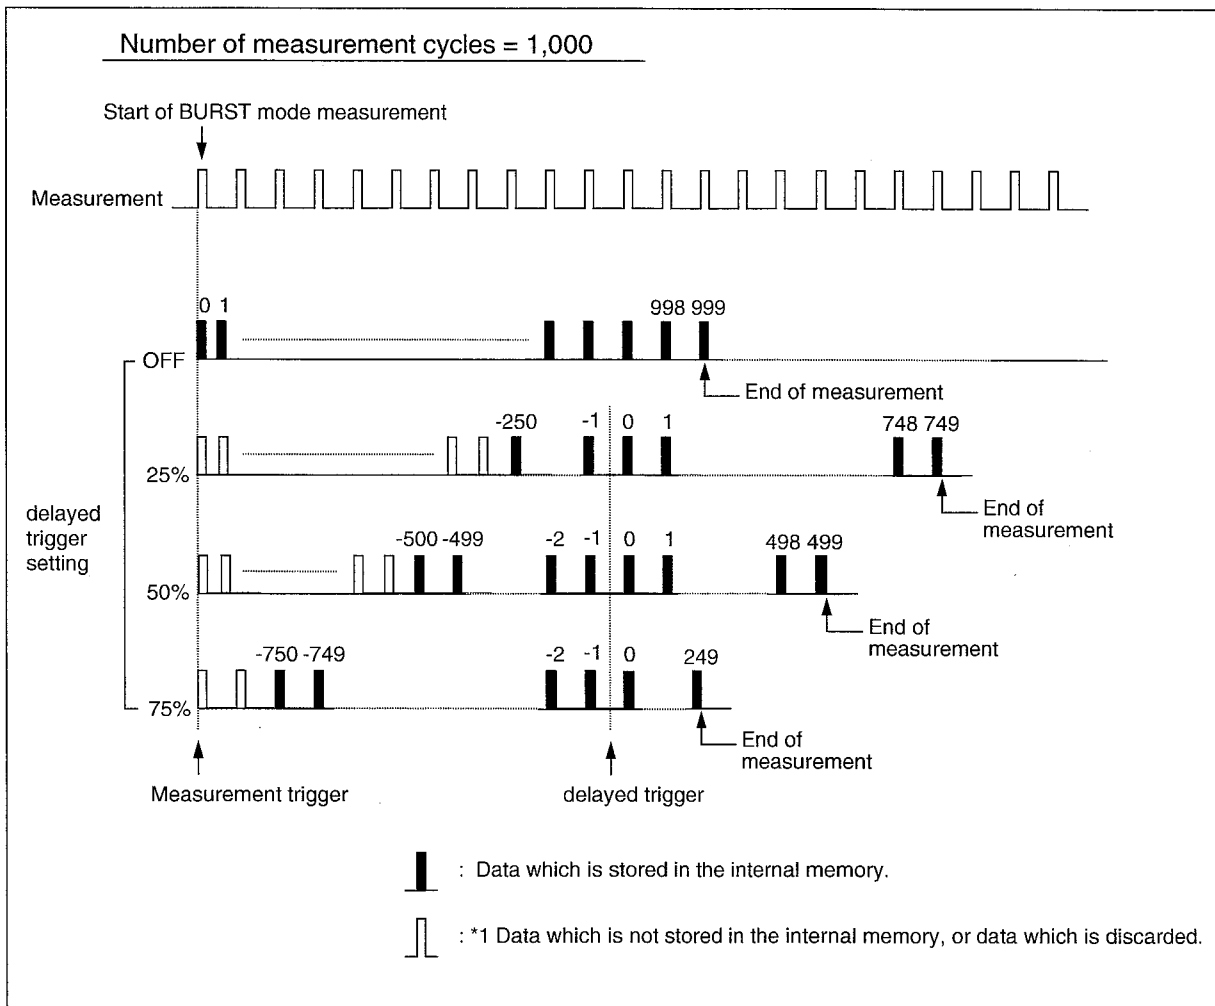 Number of measurement cycles = 1,000
Start of BURST mode measurement
Measurement
0 1 998 999
OFF
End of measurement
-250 -1 0 1 748 749
25%
End of
measurement
delayed
trigger
setting
-500 -499 -2 -1 0 1 498 499
50%
End of
measurement
-750 -749 -2 -1 0 249
75%
End of
measurement
Measurement trigger
delayed trigger
: Data which is stored in the internal memory.
: *1 Data which is not stored in the internal memory, or data which is discarded.